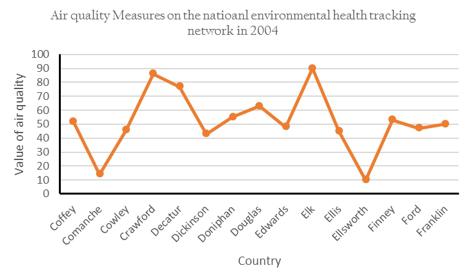 Air quality Measures on the natioanl environmental health tracking
network in 2004
100
90
80
70
60
50
40
30
20
10
0
Value of air quality
Coffey
Comanche
Cowley
Crawford
Decatur
Dickinson
Doniphan
Douglas
Edwards
Elk
Ellis
Ellsworth
Finney
Ford
Franklin
Country